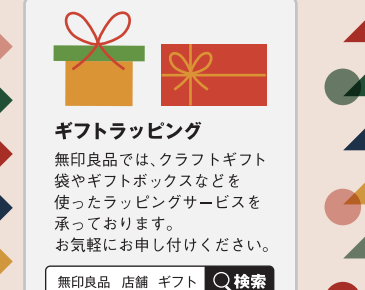 ギフトラッピング
無印良品では、クラフトギフト
袋やギフトボックスなどを
使ったラッピングサービスを
承っております。
お気軽にお申し付けください。
無印良品 店舗 ギフト 検索